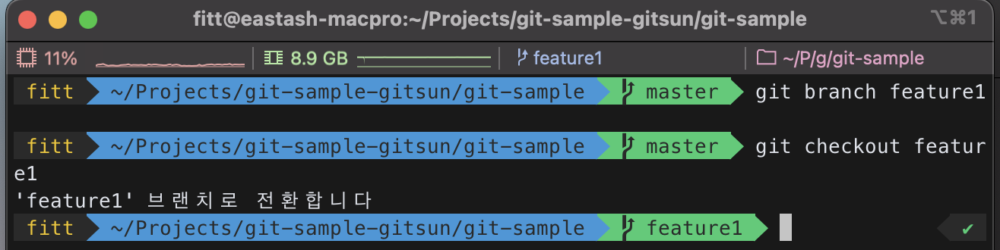 fitt@eastash-macpro:~/Projects/git-sample-gitsun/git-sample ⌥⌘1
11% 8.9 GB feature1 ~/P/g/git-sample
fitt ~/Projects/git-sample-gitsun/git-sample master git branch feature1
fitt ~/Projects/git-sample-gitsun/git-sample master git checkout featur
e1
'feature1' 브랜치로 전환합니다
fitt ~/Projects/git-sample-gitsun/git-sample feature1 ✔